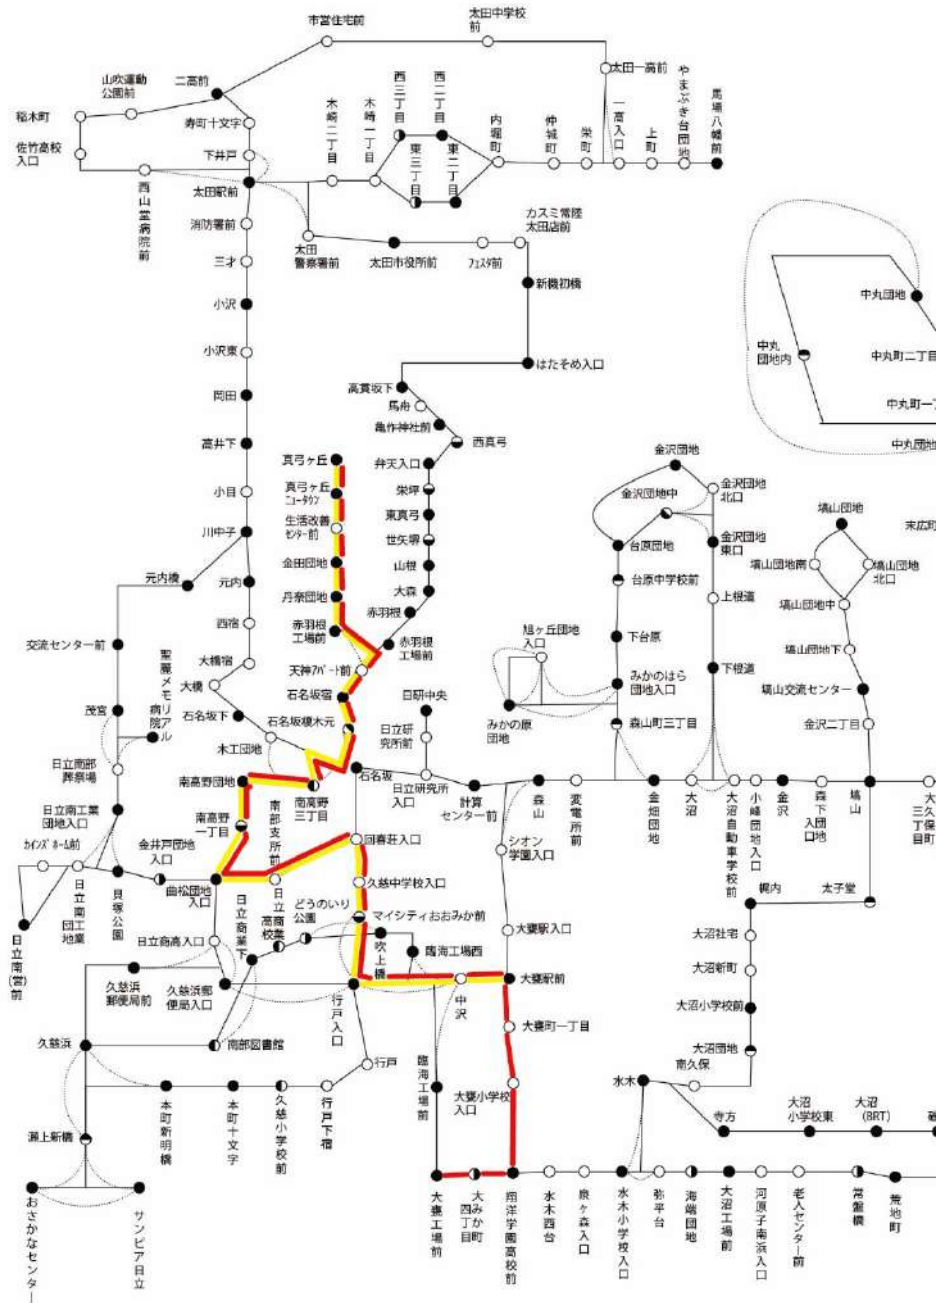 市営住宅前
太田中学校
前
山吹運動
公園前
二高前
太田一高前
稲木町
寿町十文字
木崎二丁目
木崎一丁目
西三丁目
西二丁目
東三丁目
東二丁目
内堀町
仲城町
栄町
一高入口
上町
やまぶき台団地
馬場八幡前
佐竹高校
入口
下井戸
太田駅前
西山堂病院前
消防署前
太田
警察署前
太田市役所前
フェスタ前
カスミ常陸
太田店前
三才
小沢
新機初橋
小沢東
はたそめ入口
岡田
高貫坂下
馬舟
亀作神社前
西真弓
高井下
中丸団地
中丸
団地内
中丸町二丁目
中丸町一
中丸団地
真弓ヶ丘
真弓ヶ丘
ニュータウン
弁天入口
栄坪
小目
生活改善
センター前
東真弓
世矢堺
川中子
金田団地
山根
元内橋
元内
丹奈団地
大森
赤羽根
赤羽根
工場前
赤羽根
工場前
金沢団地
金沢団地中
金沢団地
北口
金沢団地
東口
台原団地
台原中学校前
上根道
塙山団地
末広町
塙山団地南
塙山団地
北口
塙山団地中
塙山団地下
交流センター前
西宿
聖麗メモリアル
病院
天神アパート前
旭ヶ丘団地
入口
下台原
みかのはら
団地入口
下根道
塙山交流センター
大橋宿
大橋
石名坂下
石名坂宿
石名坂榎木元
日研中央
みかの原
団地
森山町三丁目
金沢二丁目
茂宮
木工団地
日立研
究所前
日立南部
葬祭場
南高野団地
南高野
三丁目
石名坂
日立研究所
入口
計算
センター前
森山
変電所前
金畑団地
大沼
大沼自動車学校前
小峰団地入口
金沢
森下団地
入口
塙山
大久保町
三丁目
日立南工業
団地入口
南高野
一丁目
南部支所前
回春荘入口
シオン
学園入口
カインズホーム前
金井戸団地
入口
日立南工業
団地
貝塚公園
曲松団地
入口
日立商業下
日立商業
高校
どうのいり
公園
久慈中学校入口
マイシティおおみか前
梶内
太子堂
日立南(営)
前
日立商高入口
吹上橋
臨海工場西
大甕駅入口
大沼社宅
久慈浜
郵便局前
久慈浜郵
便局入口
行戸入口
中沢
大甕駅前
大沼新町
久慈浜
南部図書館
行戸
臨海工場前
大甕町一丁目
大沼小学校前
大沼団地
南久保
水木
大甕小学校
入口
本町新明橋
本町十文字
久慈小学校前
行戸下宿
寺方
大沼
小学校東
大沼
(BRT)
瀬上新橋
大甕工場前
大みか町
四丁目
翔洋学園高校前
水木西台
泉ヶ森入口
水木小学校入口
弥平台
海端団地
大沼工場前
河原子南浜入口
老人センター前
常盤橋
荒地町
おさかなセンター
サンピア日立